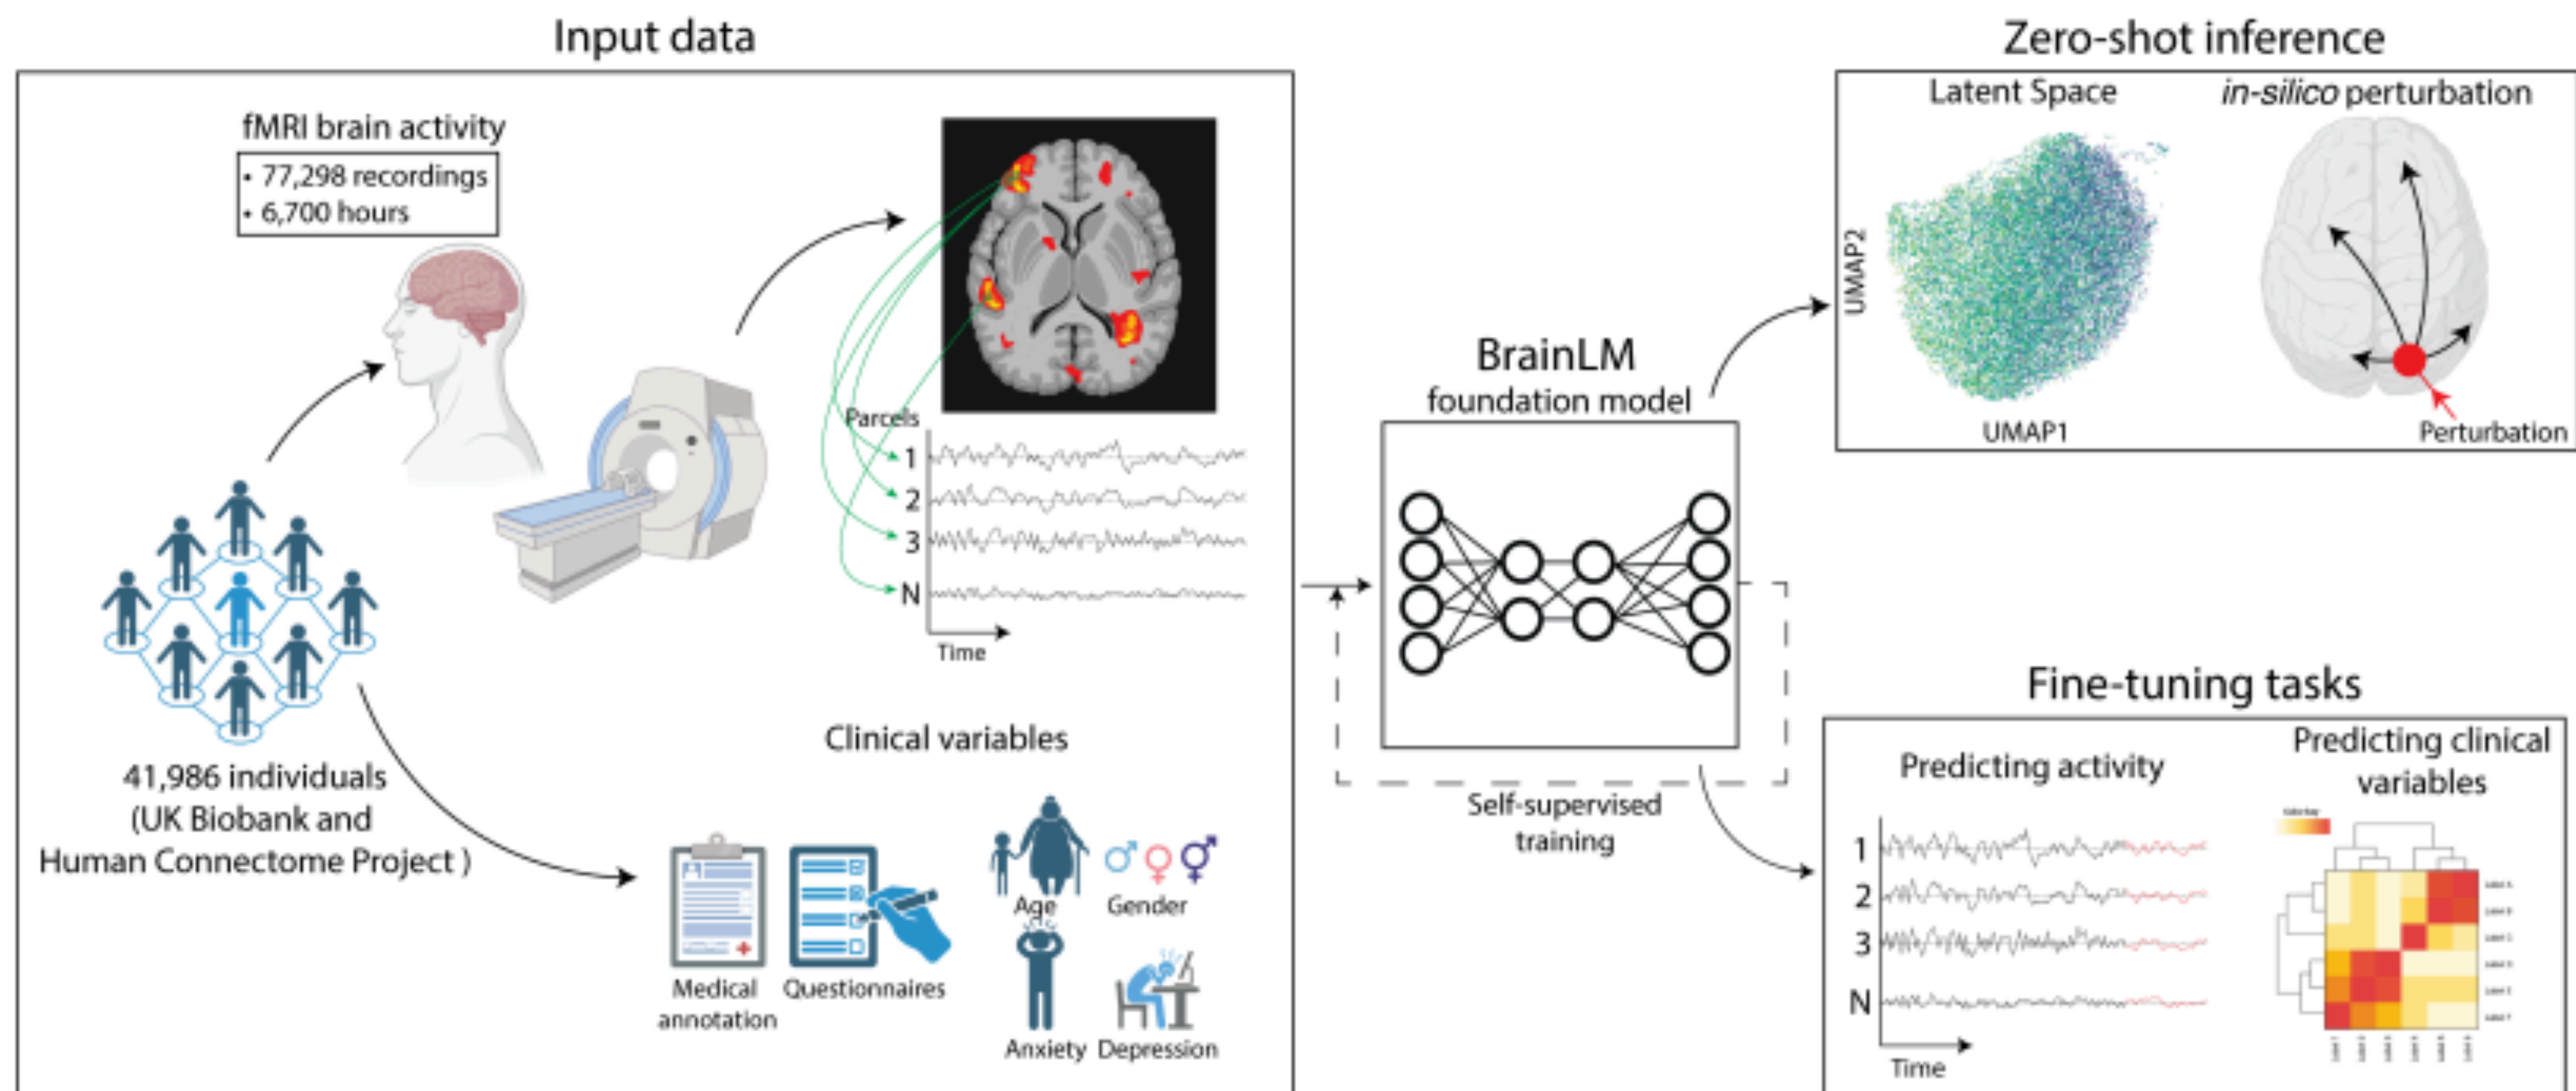 Input data
fMRI brain activity
• 77,298 recordings
• 6,700 hours
Parcels
1
2
3
N
Time
41,986 individuals
(UK Biobank and
Human Connectome Project )
Clinical variables
Medical
annotation
Questionnaires
Age
Gender
Anxiety
Depression
BrainLM
foundation model
Self-supervised
training
Zero-shot inference
Latent Space
in-silico perturbation
UMAP2
UMAP1
Perturbation
Fine-tuning tasks
Predicting activity
1
2
3
N
Time
Predicting clinical
variables